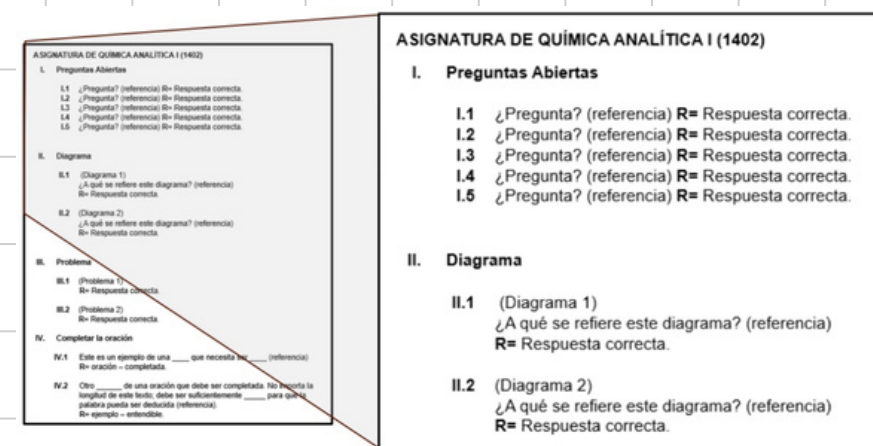 ASIGNATURA DE QUÍMICA ANALÍTICA I (1402)
I. Preguntas Abiertas
I.1 ¿Pregunta? (referencia) R= Respuesta correcta.
I.2 ¿Pregunta? (referencia) R= Respuesta correcta.
I.3 ¿Pregunta? (referencia) R= Respuesta correcta.
I.4 ¿Pregunta? (referencia) R= Respuesta correcta.
I.5 ¿Pregunta? (referencia) R= Respuesta correcta.
II. Diagrama
II.1 (Diagrama 1)
¿A qué se refiere este diagrama? (referencia)
R= Respuesta correcta.
II.2 (Diagrama 2)
¿A qué se refiere este diagrama? (referencia)
R= Respuesta correcta.
III. Problema
III.1 (Problema 1)
R= Respuesta correcta.
III.2 (Problema 2)
R= Respuesta correcta.
IV. Completar la oración
IV.1 Este es un ejemplo de una ____ que necesita ser ____ (referencia)
R= oración – completada.
IV.2 Otro ______ de una oración que debe ser completada. No importa la
longitud de este texto; debe ser suficientemente _____ para que la
palabra pueda ser deducida (referencia).
R= ejemplo – entendible.
ASIGNATURA DE QUÍMICA ANALÍTICA I (1402)
I. Preguntas Abiertas
I.1 ¿Pregunta? (referencia) R= Respuesta correcta.
I.2 ¿Pregunta? (referencia) R= Respuesta correcta.
I.3 ¿Pregunta? (referencia) R= Respuesta correcta.
I.4 ¿Pregunta? (referencia) R= Respuesta correcta.
I.5 ¿Pregunta? (referencia) R= Respuesta correcta.
II. Diagrama
II.1 (Diagrama 1)
¿A qué se refiere este diagrama? (referencia)
R= Respuesta correcta.
II.2 (Diagrama 2)
¿A qué se refiere este diagrama? (referencia)
R= Respuesta correcta.